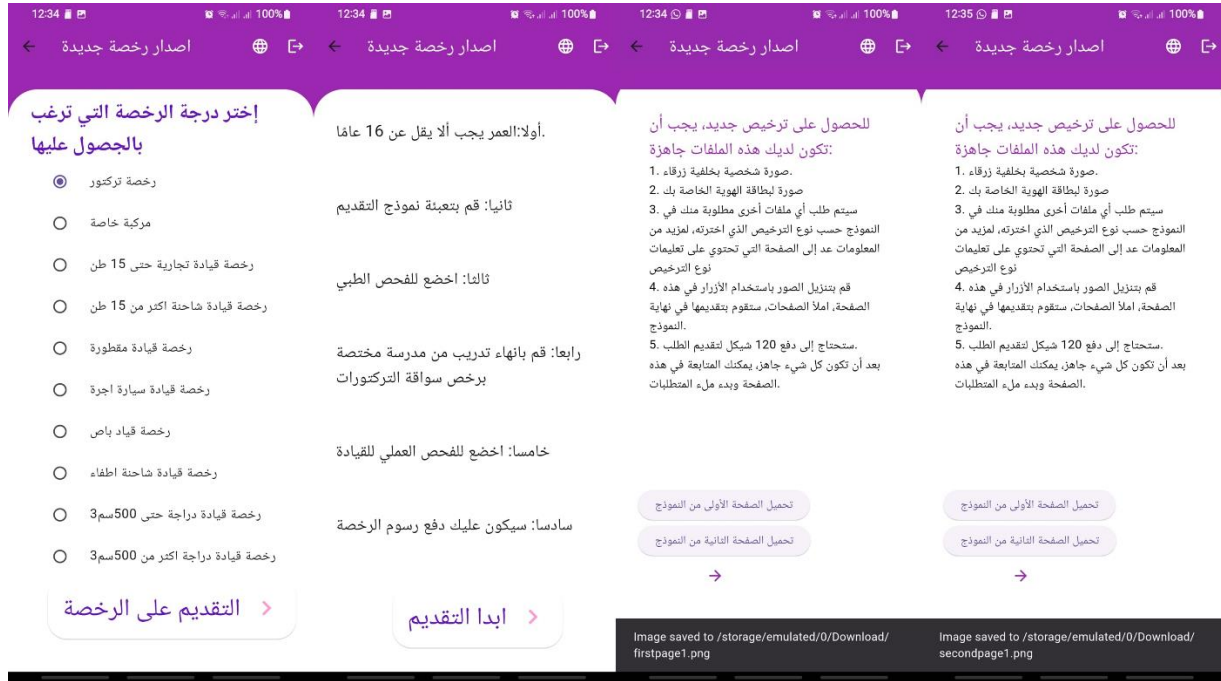 12:34
100%
اصدار رخصة جديدة
إختر درجة الرخصة التي ترغب
بالجصول عليها
رخصة تركتور
مركبة خاصة
رخصة قيادة تجارية حتى 15 طن
رخصة قيادة شاحنة اكثر من 15 طن
رخصة قيادة مقطورة
رخصة قيادة سيارة اجرة
رخصة قياد باص
رخصة قيادة شاحنة اطفاء
رخصة قيادة دراجة حتى 500سم3
رخصة قيادة دراجة اكثر من 500سم3
التقديم على الرخصة
12:34
100%
اصدار رخصة جديدة
.أولا:العمر يجب ألا يقل عن 16 عامًا
ثانيا: قم بتعبئة نموذج التقديم
ثالثا: اخضع للفحص الطبي
رابعا: قم بانهاء تدريب من مدرسة مختصة
برخص سواقة التركتورات
خامسا: اخضع للفحص العملي للقيادة
سادسا: سيكون عليك دفع رسوم الرخصة
ابدا التقديم
12:34
100%
اصدار رخصة جديدة
للحصول على ترخيص جديد، يجب أن
:تكون لديك هذه الملفات جاهزة
1. صورة شخصية بخلفية زرقاء.
2. صورة لبطاقة الهوية الخاصة بك
3. سيتم طلب أي ملفات أخرى مطلوبة منك في
النموذج حسب نوع الترخيص الذي اخترته، لمزيد من
المعلومات عد إلى الصفحة التي تحتوي على تعليمات
نوع الترخيص
4. قم بتنزيل الصور باستخدام الأزرار في هذه
الصفحة، املأ الصفحات، ستقوم بتقديمها في نهاية
.النموذج
5. ستحتاج إلى دفع 120 شيكل لتقديم الطلب.
بعد أن تكون كل شيء جاهز، يمكنك المتابعة في هذه
.الصفحة وبدء ملء المتطلبات
تحميل الصفحة الأولى من النموذج
تحميل الصفحة الثانية من النموذج
Image saved to /storage/emulated/0/Download/
firstpage1.png
12:35
100%
اصدار رخصة جديدة
للحصول على ترخيص جديد، يجب أن
:تكون لديك هذه الملفات جاهزة
1. صورة شخصية بخلفية زرقاء.
2. صورة لبطاقة الهوية الخاصة بك
3. سيتم طلب أي ملفات أخرى مطلوبة منك في
النموذج حسب نوع الترخيص الذي اخترته، لمزيد من
المعلومات عد إلى الصفحة التي تحتوي على تعليمات
نوع الترخيص
4. قم بتنزيل الصور باستخدام الأزرار في هذه
الصفحة، املأ الصفحات، ستقوم بتقديمها في نهاية
.النموذج
5. ستحتاج إلى دفع 120 شيكل لتقديم الطلب.
بعد أن تكون كل شيء جاهز، يمكنك المتابعة في هذه
.الصفحة وبدء ملء المتطلبات
تحميل الصفحة الأولى من النموذج
تحميل الصفحة الثانية من النموذج
Image saved to /storage/emulated/0/Download/
secondpage1.png